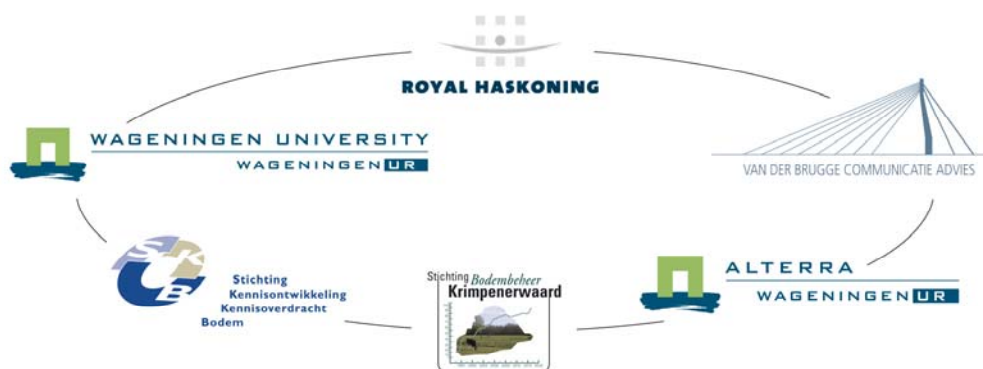 ROYAL HASKONING
WAGENINGEN UNIVERSITY
WAGENINGEN UR
VAN DER BRUGGE COMMUNICATIE ADVIES
SKKB
Stichting
Kennisontwikkeling
Kennisoverdracht
Bodem
Stichting Bodembeheer
Krimpenerwaard
ALTERRA
WAGENINGEN UR